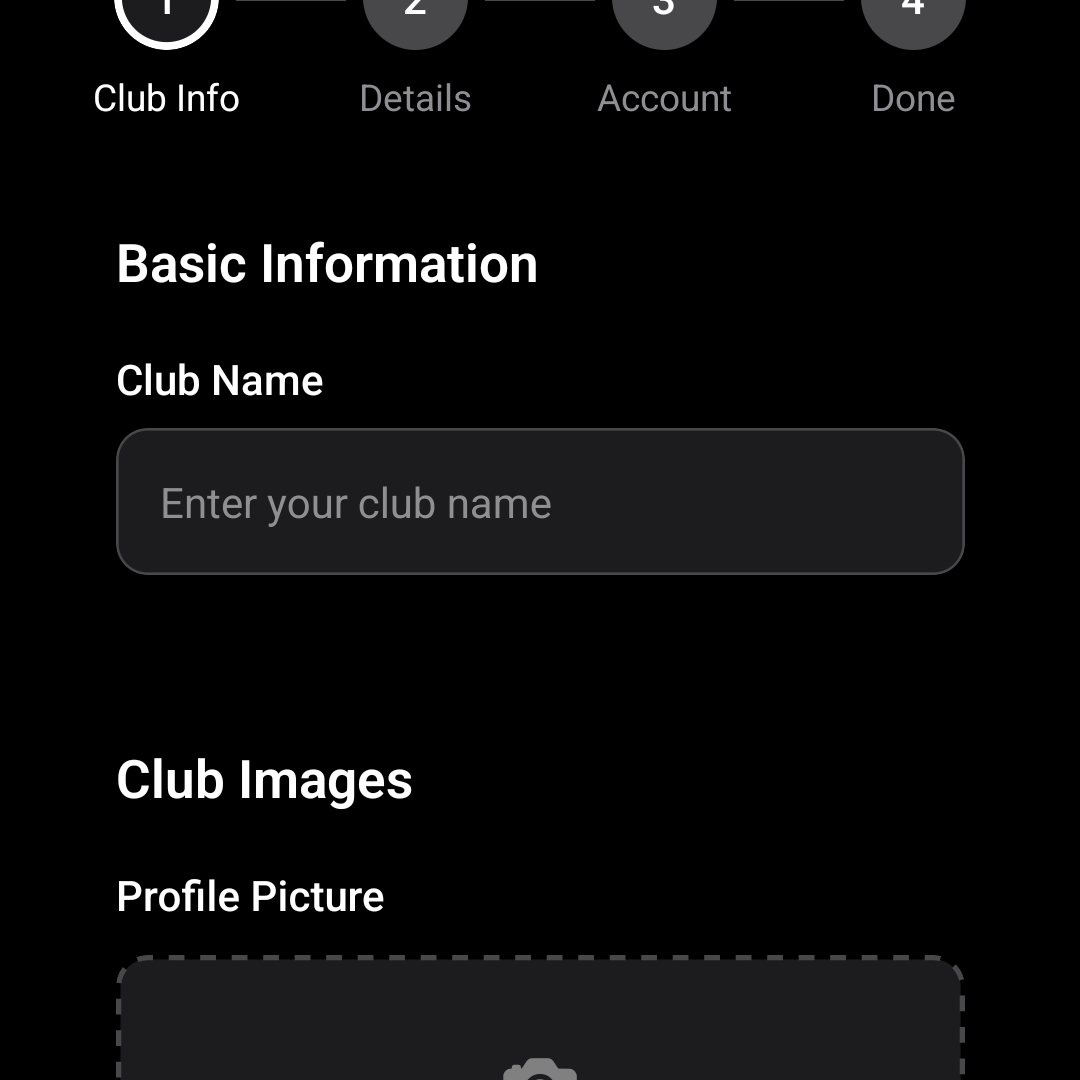 1 2 3 4
Club Info Details Account Done
Basic Information
Club Name
Enter your club name
Club Images
Profile Picture